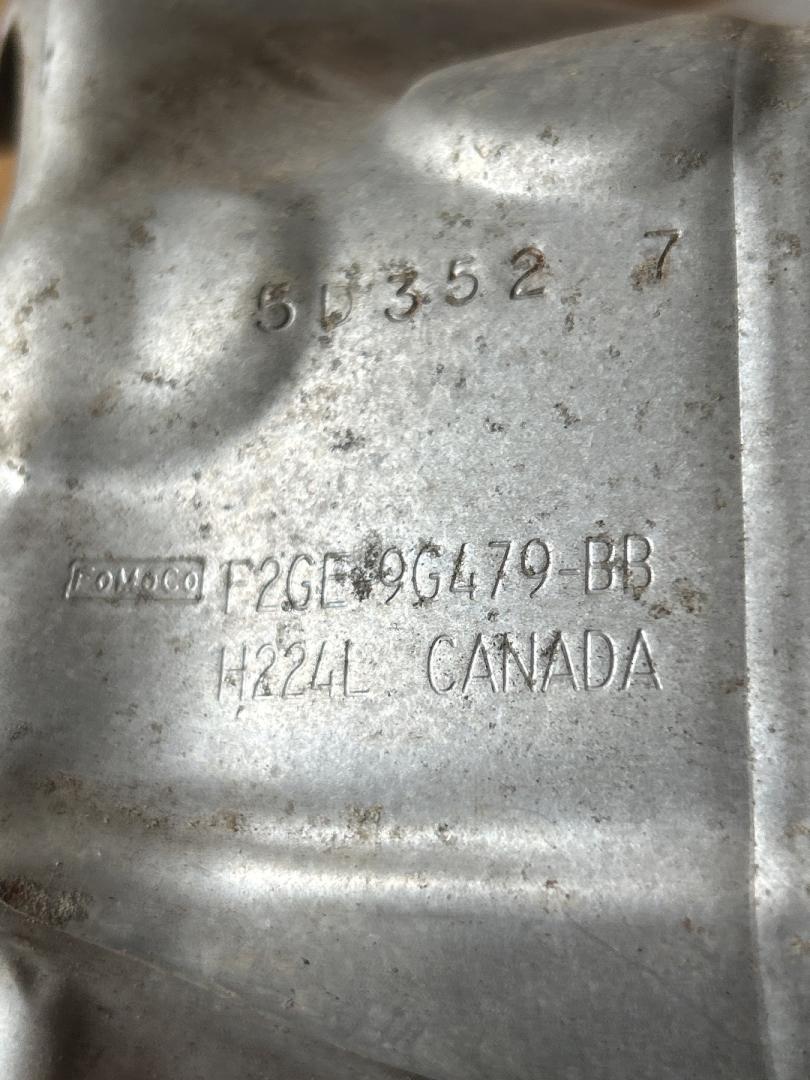 5D352 7
FoMoCo F2GE-9G479-BB
H224L CANADA